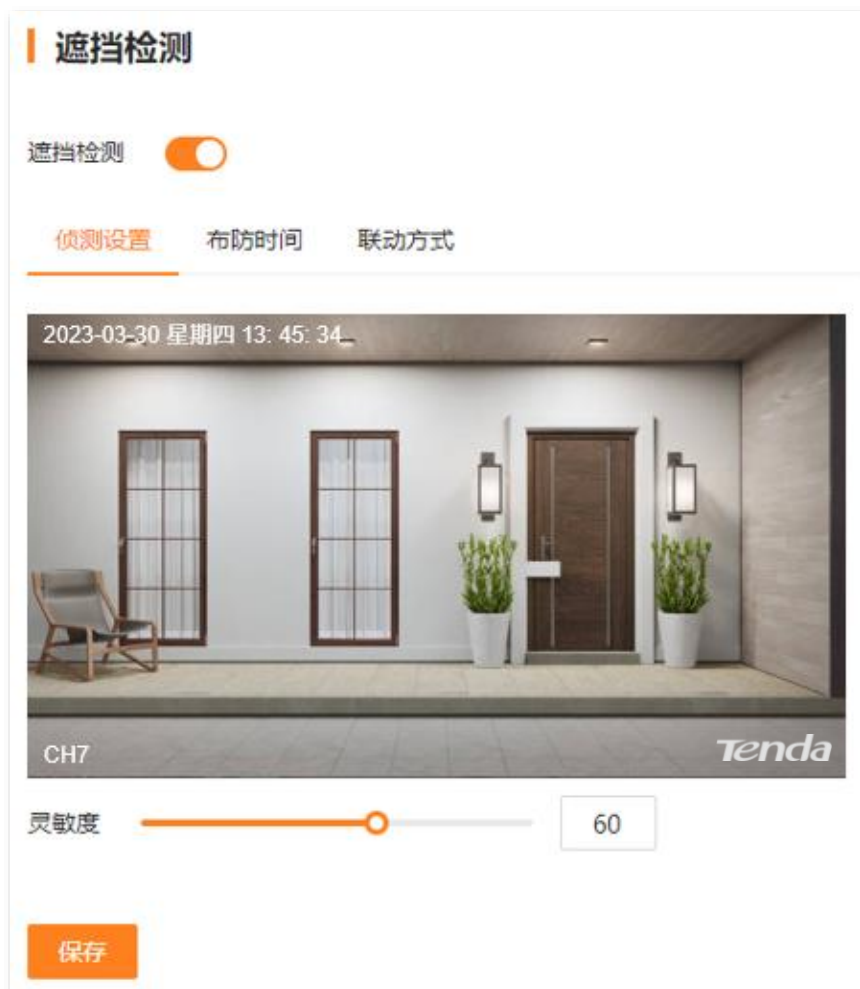 遮挡检测
遮挡检测
侦测设置 布防时间 联动方式
2023-03-30 星期四 13: 45: 34
CH7 Tenda
灵敏度 60
保存